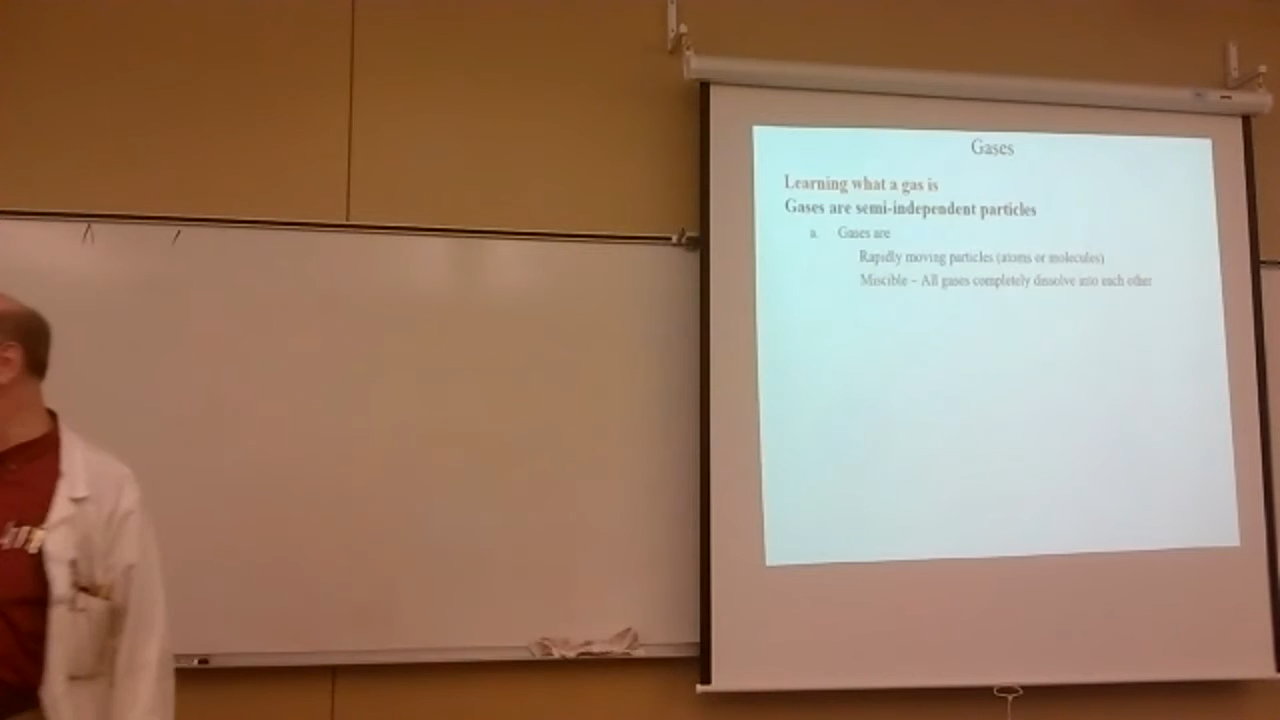 Gases
Learning what a gas is
Gases are semi-independent particles
a. Gases are
Rapidly moving particles (atoms or molecules)
Miscible – All gases completely dissolve into each other